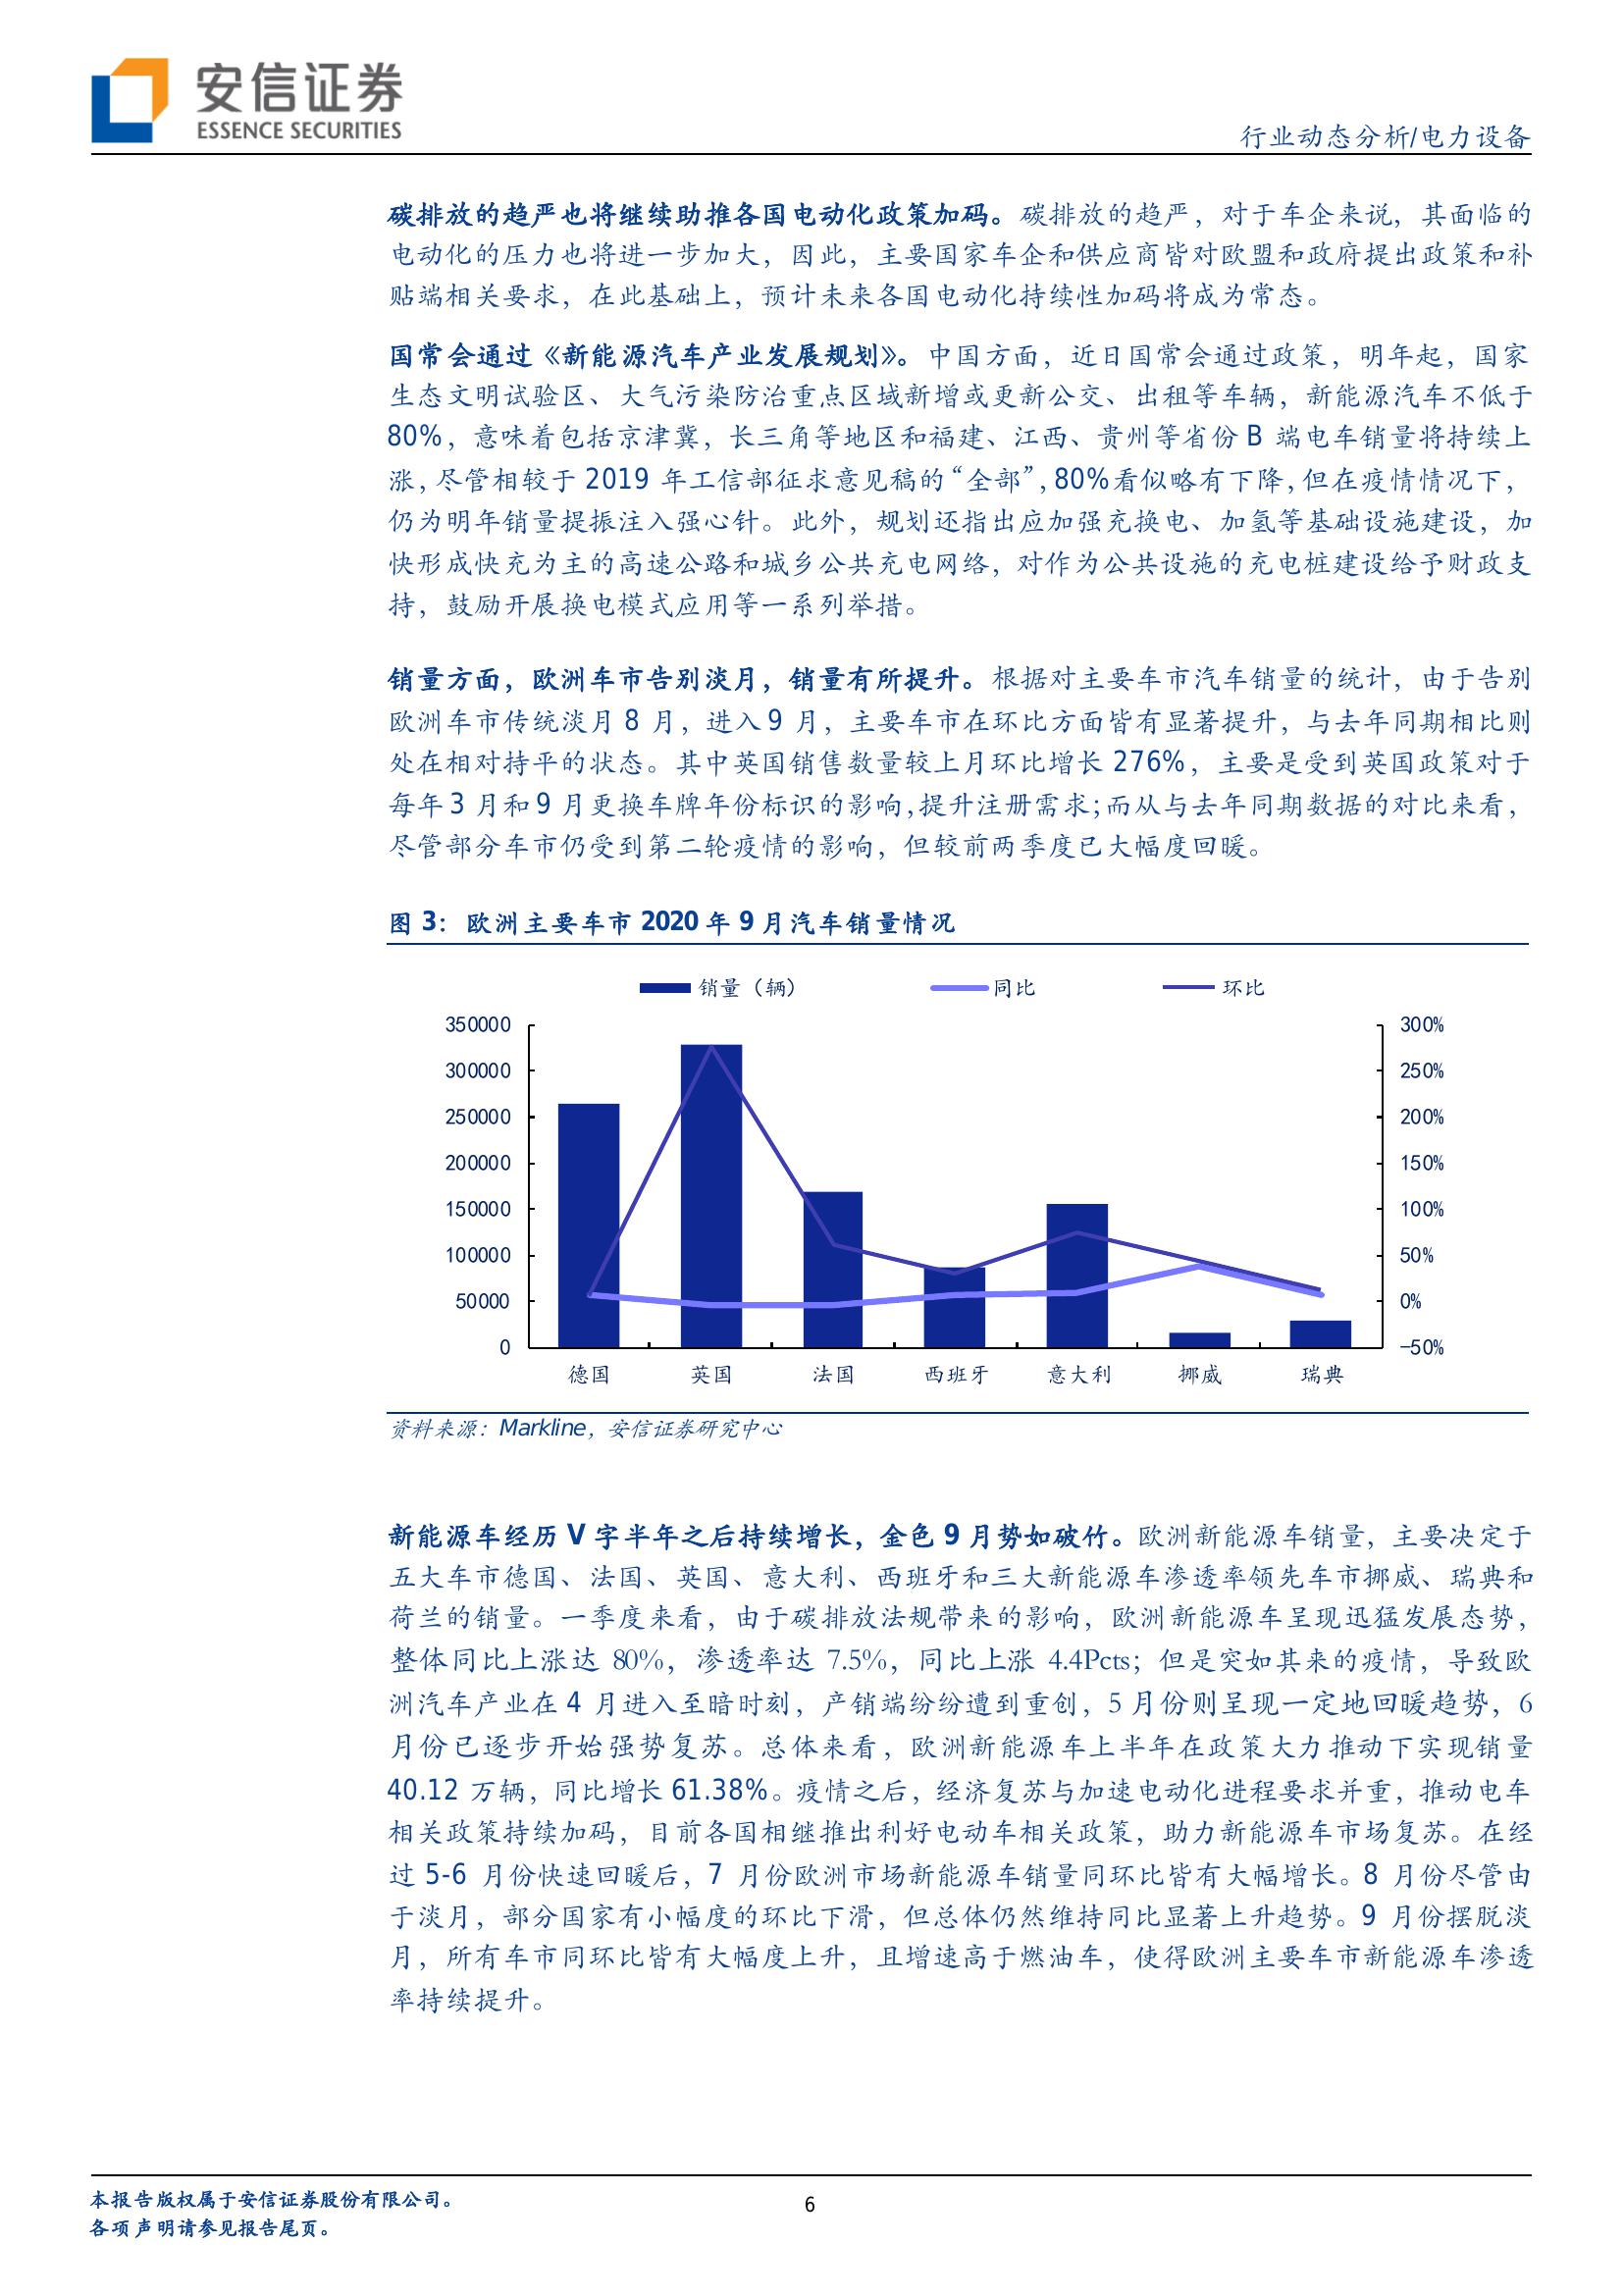 安信证券
ESSENCE SECURITIES
行业动态分析/电力设备
碳排放的趋严也将继续助推各国电动化政策加码。碳排放的趋严，对于车企来说，其面临的
电动化的压力也将进一步加大，因此，主要国家车企和供应商皆对欧盟和政府提出政策和补
贴端相关要求，在此基础上，预计未来各国电动化持续性加码将成为常态。
国常会通过《新能源汽车产业发展规划》。中国方面，近日国常会通过政策，明年起，国家
生态文明试验区、大气污染防治重点区域新增或更新公交、出租等车辆，新能源汽车不低于
80%，意味着包括京津冀，长三角等地区和福建、江西、贵州等省份 B 端电车销量将持续上
涨，尽管相较于 2019 年工信部征求意见稿的“全部”，80%看似略有下降，但在疫情情况下，
仍为明年销量提振注入强心针。此外，规划还指出应加强充换电、加氢等基础设施建设，加
快形成快充为主的高速公路和城乡公共充电网络，对作为公共设施的充电桩建设给予财政支
持，鼓励开展换电模式应用等一系列举措。
销量方面，欧洲车市告别淡月，销量有所提升。根据对主要车市汽车销量的统计，由于告别
欧洲车市传统淡月 8 月，进入 9 月，主要车市在环比方面皆有显著提升，与去年同期相比则
处在相对持平的状态。其中英国销售数量较上月环比增长 276%，主要是受到英国政策对于
每年 3 月和 9 月更换车牌年份标识的影响，提升注册需求；而从与去年同期数据的对比来看，
尽管部分车市仍受到第二轮疫情的影响，但较前两季度已大幅度回暖。
图 3：欧洲主要车市 2020 年 9 月汽车销量情况
销量（辆） 同比 环比
350000 300%
300000 250%
250000 200%
200000 150%
150000 100%
100000 50%
50000 0%
0 -50%
德国 英国 法国 西班牙 意大利 挪威 瑞典
资料来源：Markline，安信证券研究中心
新能源车经历 V 字半年之后持续增长，金色 9 月势如破竹。欧洲新能源车销量，主要决定于
五大车市德国、法国、英国、意大利、西班牙和三大新能源车渗透率领先车市挪威、瑞典和
荷兰的销量。一季度来看，由于碳排放法规带来的影响，欧洲新能源车呈现迅猛发展态势，
整体同比上涨达 80%，渗透率达 7.5%，同比上涨 4.4Pcts；但是突如其来的疫情，导致欧
洲汽车产业在 4 月进入至暗时刻，产销端纷纷遭到重创，5 月份则呈现一定地回暖趋势，6
月份已逐步开始强势复苏。总体来看，欧洲新能源车上半年在政策大力推动下实现销量
40.12 万辆，同比增长 61.38%。疫情之后，经济复苏与加速电动化进程要求并重，推动电车
相关政策持续加码，目前各国相继推出利好电动车相关政策，助力新能源车市场复苏。在经
过 5-6 月份快速回暖后，7 月份欧洲市场新能源车销量同环比皆有大幅增长。8 月份尽管由
于淡月，部分国家有小幅度的环比下滑，但总体仍然维持同比显著上升趋势。9 月份摆脱淡
月，所有车市同环比皆有大幅度上升，且增速高于燃油车，使得欧洲主要车市新能源车渗透
率持续提升。
本报告版权属于安信证券股份有限公司。
各项声明请参见报告尾页。
6